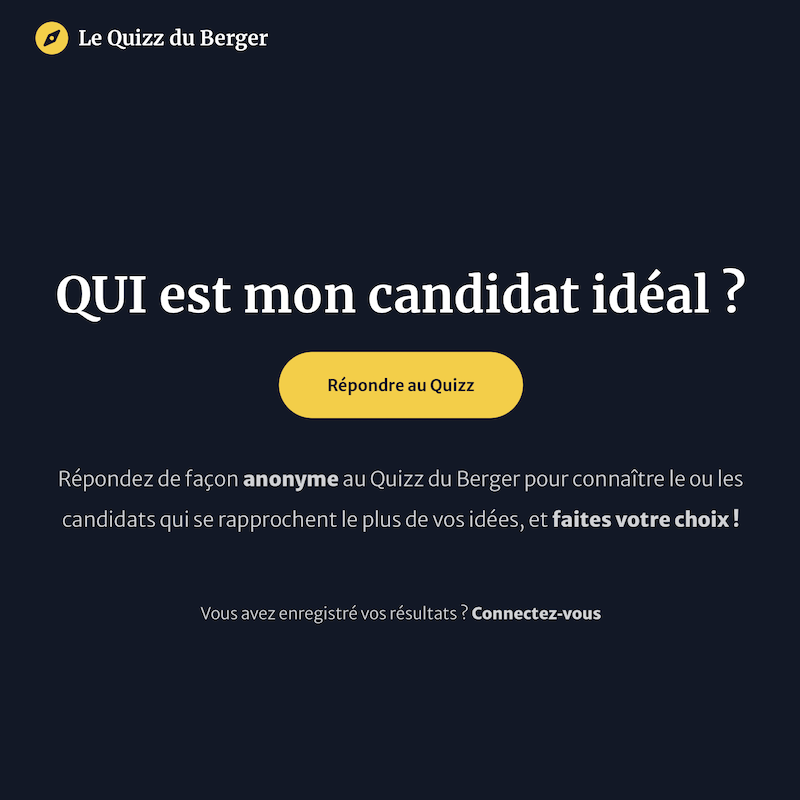 Le Quizz du Berger
QUI est mon candidat idéal ?
Répondre au Quizz
Répondez de façon anonyme au Quizz du Berger pour connaître le ou les
candidats qui se rapprochent le plus de vos idées, et faites votre choix !
Vous avez enregistré vos résultats ? Connectez-vous